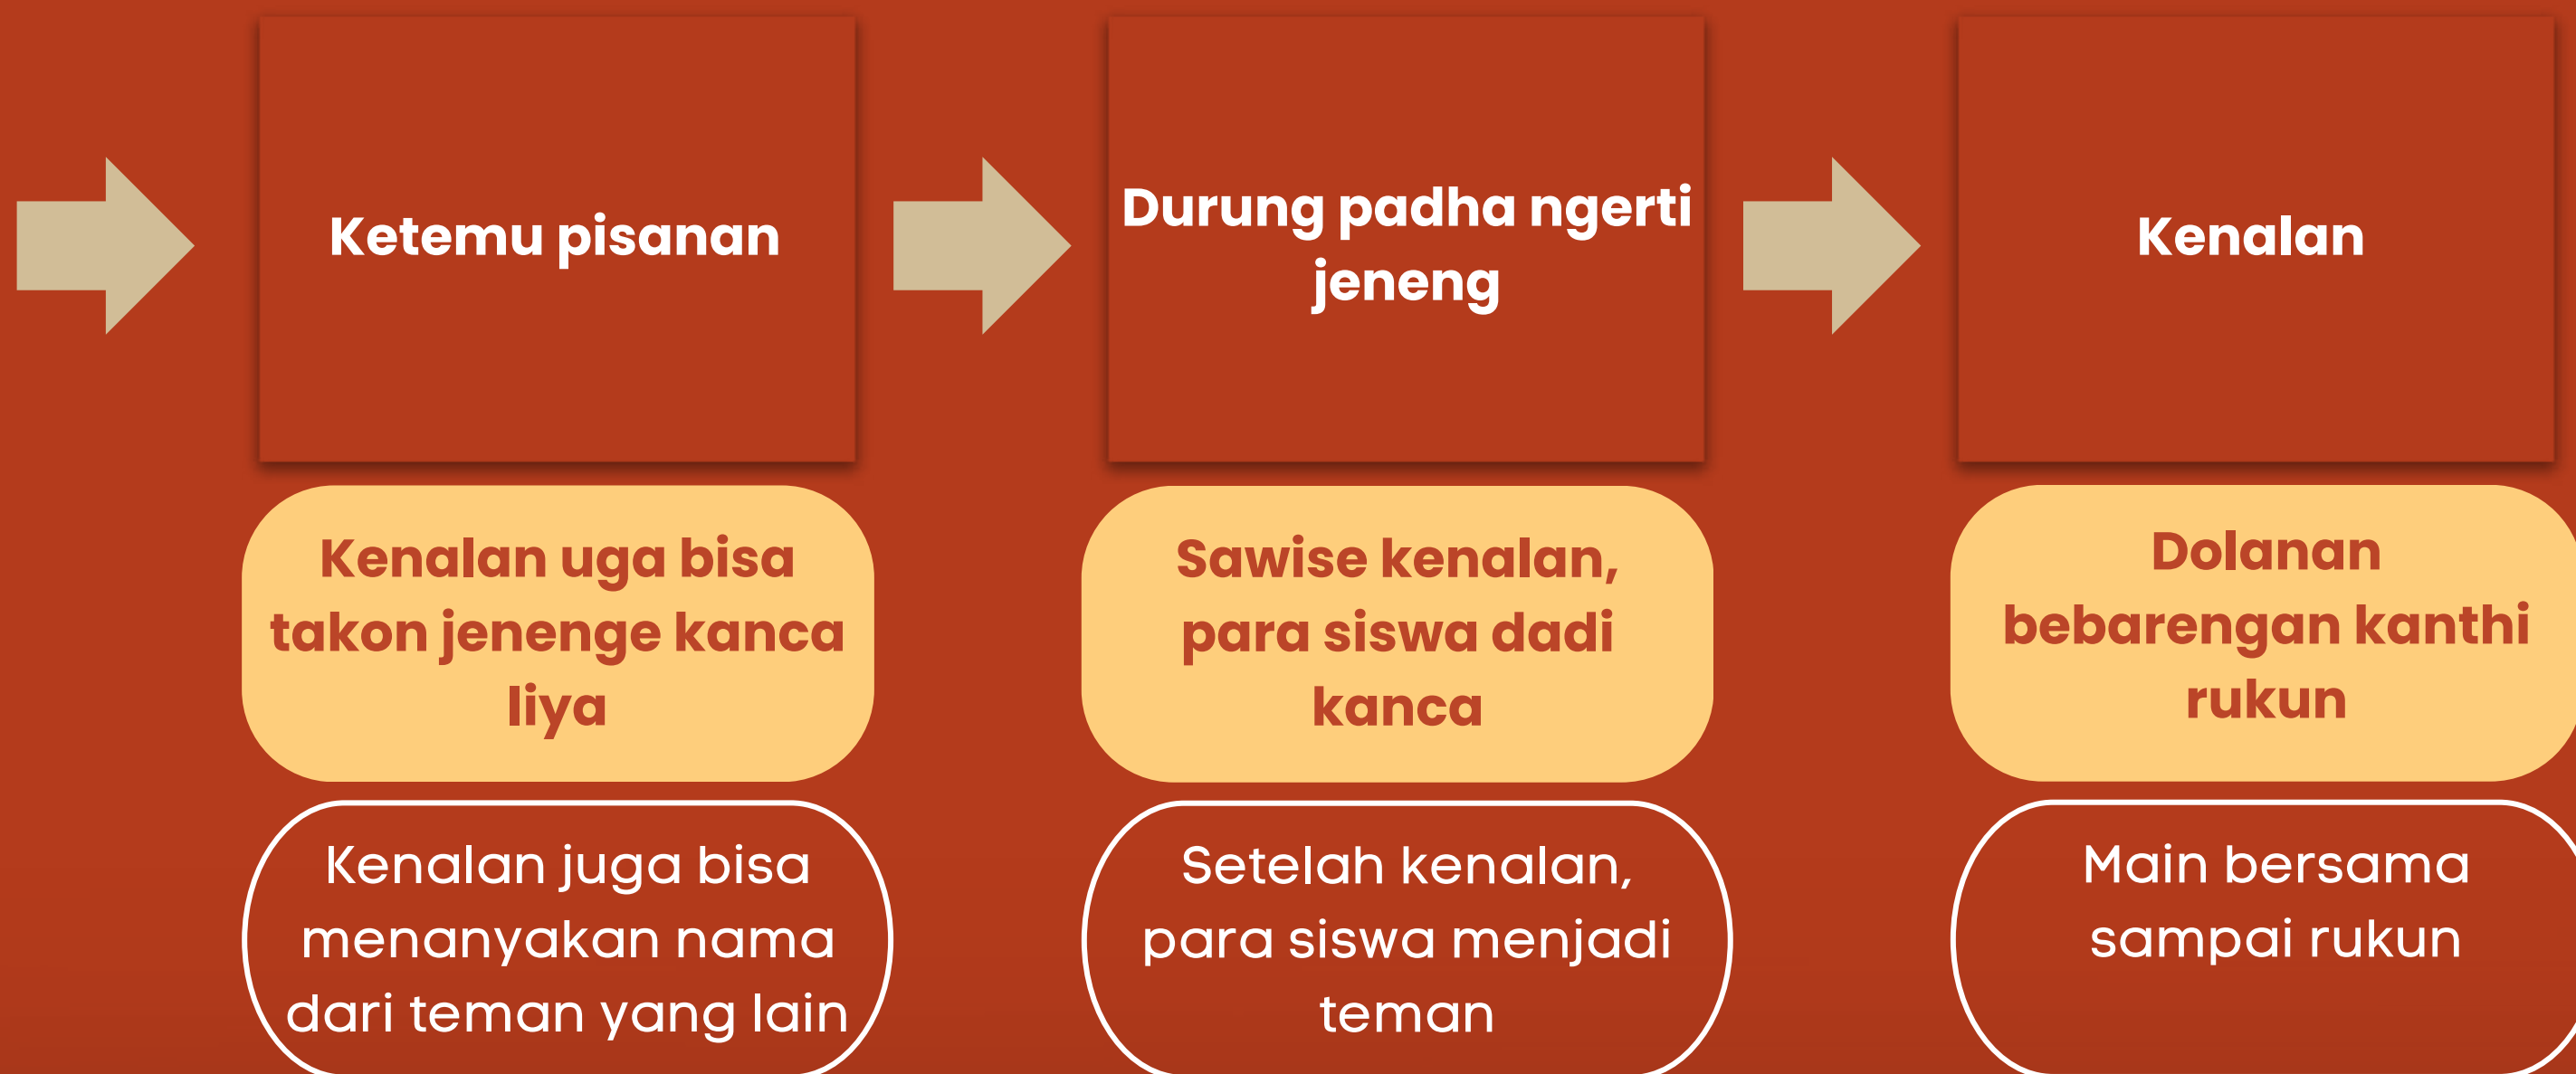 Ketemu pisanan
Durung padha ngerti
jeneng
Kenalan
Kenalan uga bisa
takon jenenge kanca
liya
Sawise kenalan,
para siswa dadi
kanca
Dolanan
bebarengan kanthi
rukun
Kenalan juga bisa
menanyakan nama
dari teman yang lain
Setelah kenalan,
para siswa menjadi
teman
Main bersama
sampai rukun